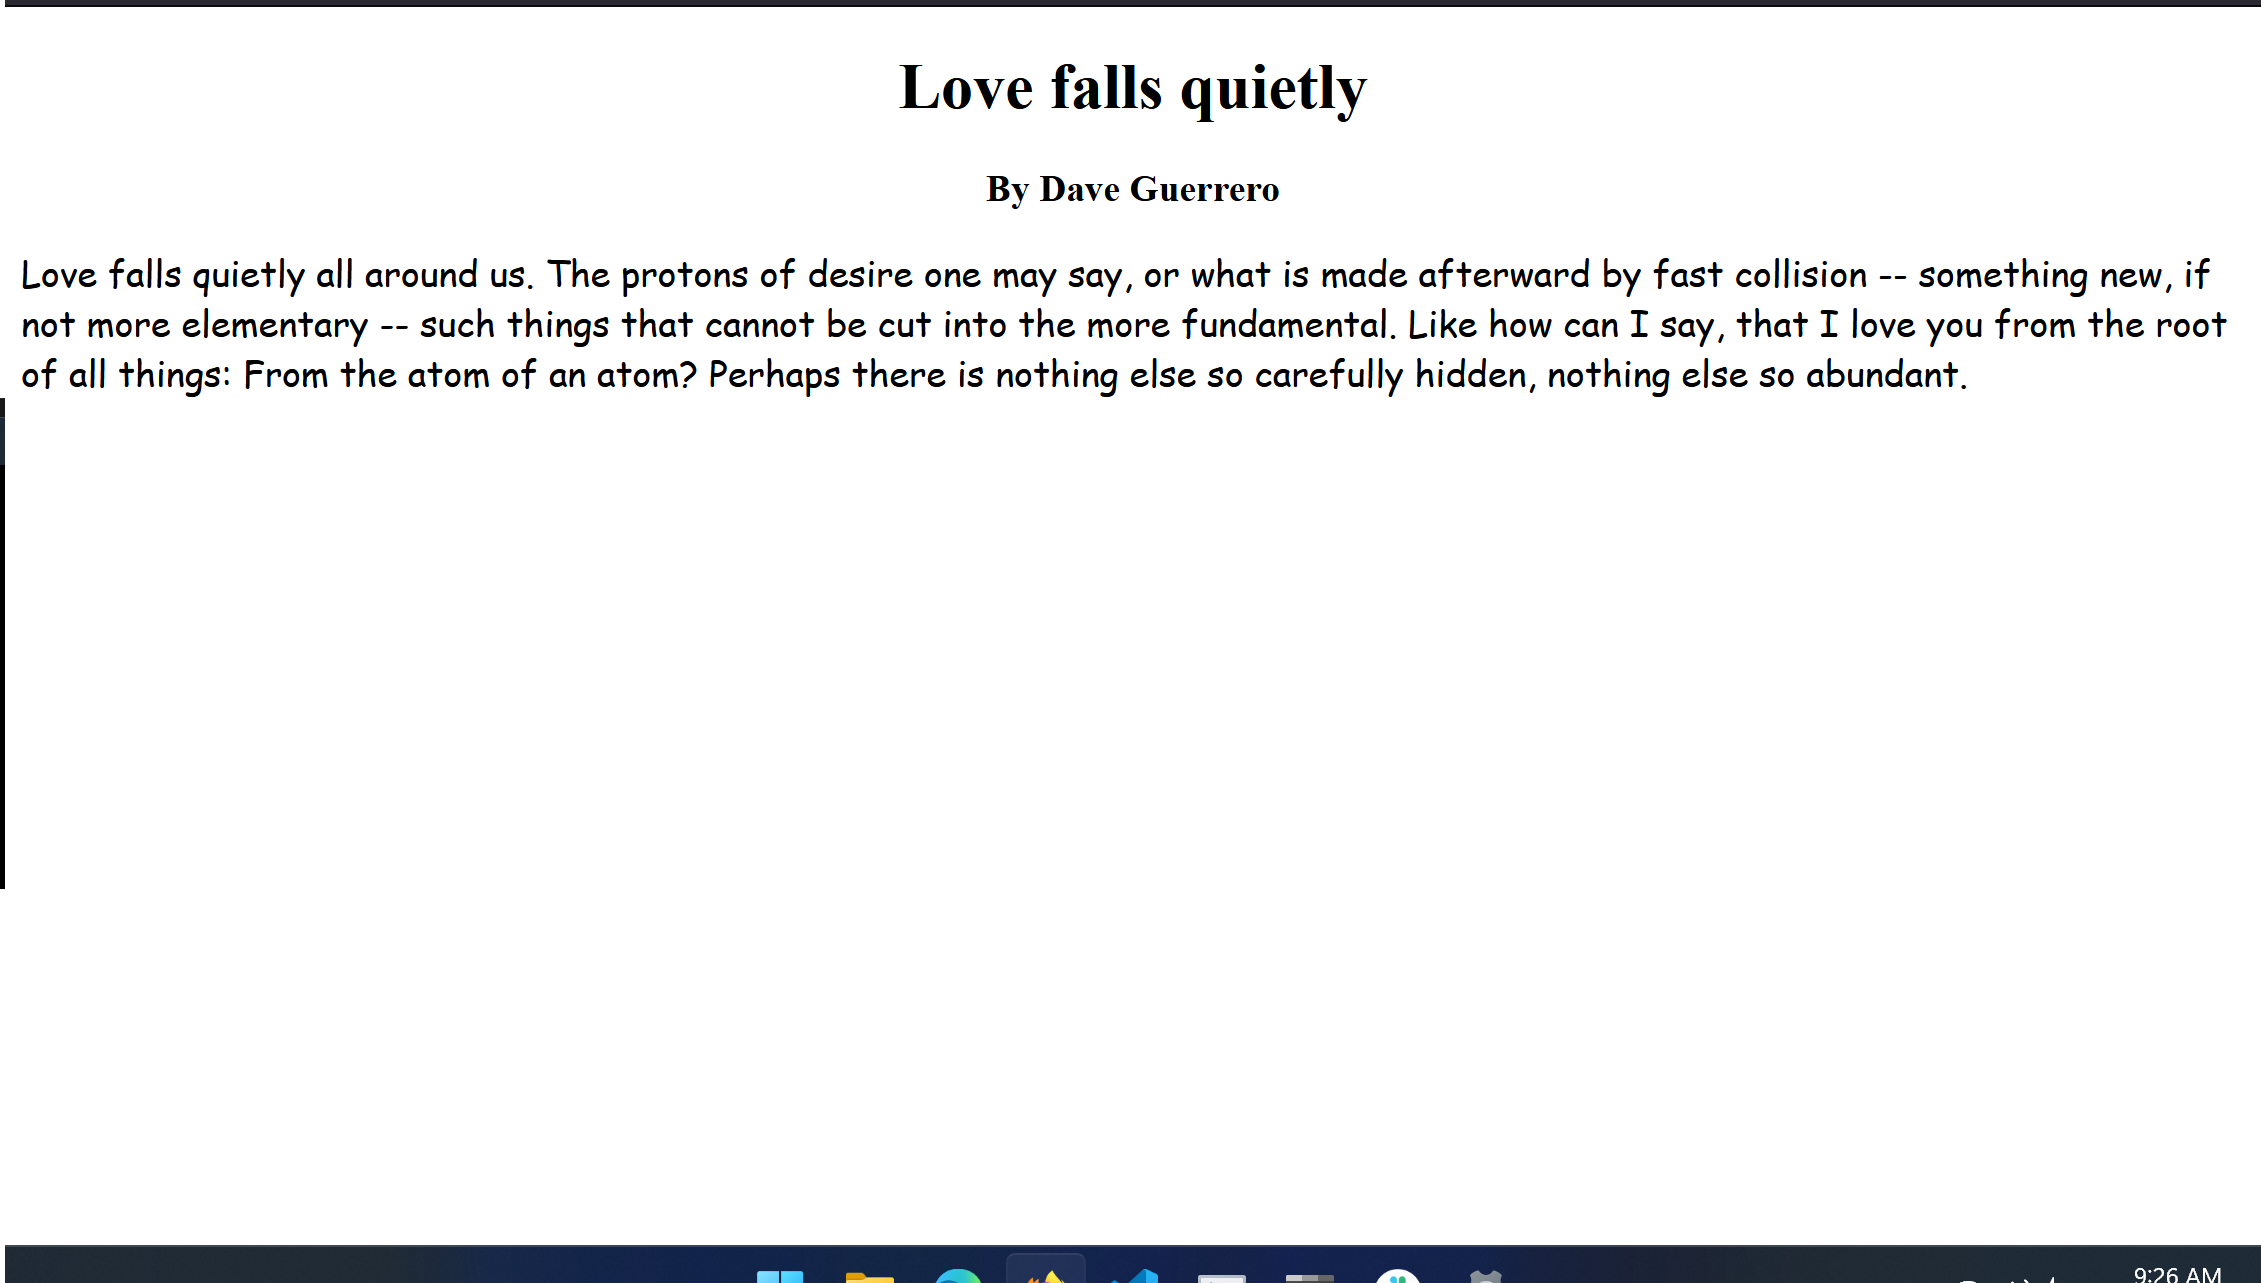 Love falls quietly
By Dave Guerrero
Love falls quietly all around us. The protons of desire one may say, or what is made afterward by fast collision -- something new, if
not more elementary -- such things that cannot be cut into the more fundamental. Like how can I say, that I love you from the root
of all things: From the atom of an atom? Perhaps there is nothing else so carefully hidden, nothing else so abundant.
9:26 AM